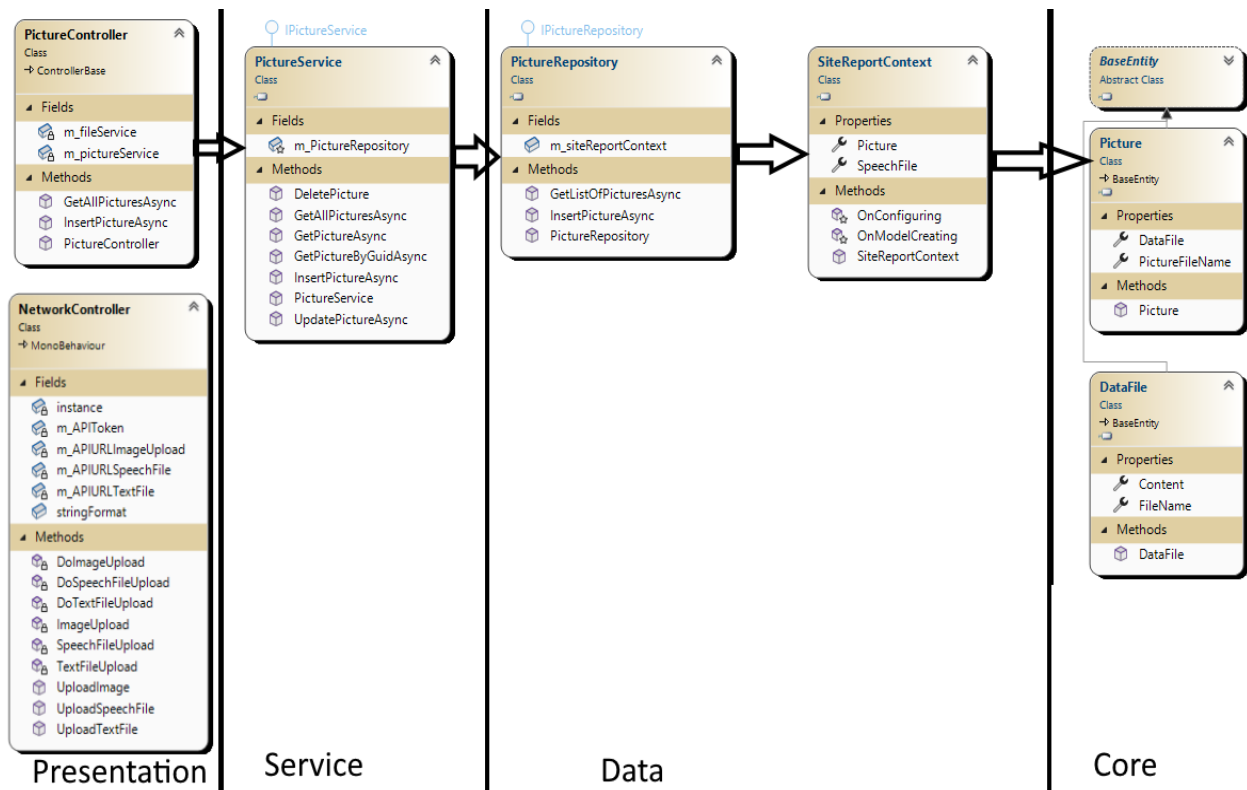 PictureController
Class
ControllerBase
Fields
m_fileService
m_pictureService
Methods
GetAllPicturesAsync
InsertPictureAsync
PictureController
NetworkController
Class
MonoBehaviour
Fields
instance
m_APIToken
m_APIURLImageUpload
m_APIURLSpeechFile
m_APIURLTextFile
stringFormat
Methods
DoImageUpload
DoSpeechFileUpload
DoTextFileUpload
ImageUpload
SpeechFileUpload
TextFileUpload
UploadImage
UploadSpeechFile
UploadTextFile
Presentation
IPictureService
PictureService
Class
Fields
m_PictureRepository
Methods
DeletePicture
GetAllPicturesAsync
GetPictureAsync
GetPictureByGuidAsync
InsertPictureAsync
PictureService
UpdatePictureAsync
Service
IPictureRepository
PictureRepository
Class
Fields
m_siteReportContext
Methods
GetListOfPicturesAsync
InsertPictureAsync
PictureRepository
SiteReportContext
Class
Properties
Picture
SpeechFile
Methods
OnConfiguring
OnModelCreating
SiteReportContext
Data
BaseEntity
Abstract Class
Picture
Class
BaseEntity
Properties
DataFile
PictureFileName
Methods
Picture
DataFile
Class
BaseEntity
Properties
Content
FileName
Methods
DataFile
Core